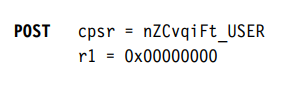 POST cpsr = nZCvqiFt_USER
r1 = 0x00000000